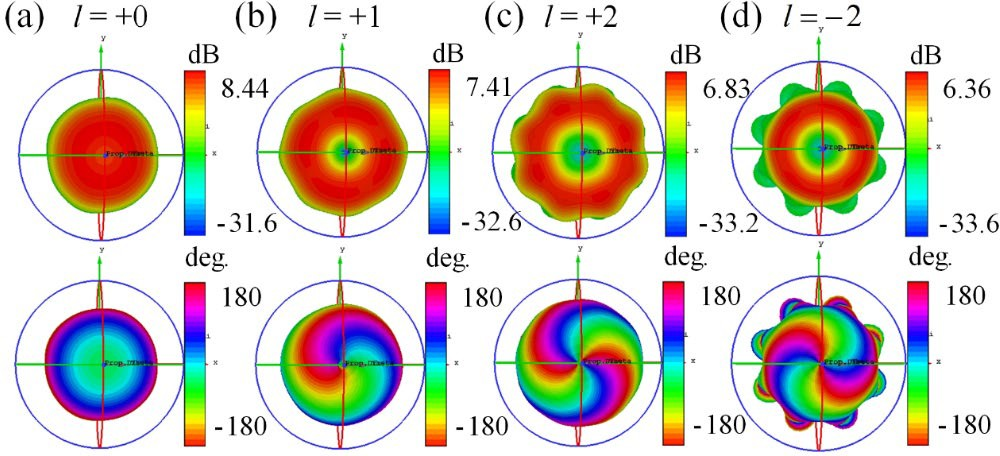 (a) l = +0
(b) l = +1
(c) l = +2
(d) l = −2
y
y
y
y
dB
dB
dB
dB
8.44
7.41
6.83
6.36
x
x
x
x
-31.6
-32.6
-33.2
-33.6
y
y
y
y
deg.
deg.
deg.
deg.
180
180
180
180
x
x
x
x
-180
-180
-180
-180